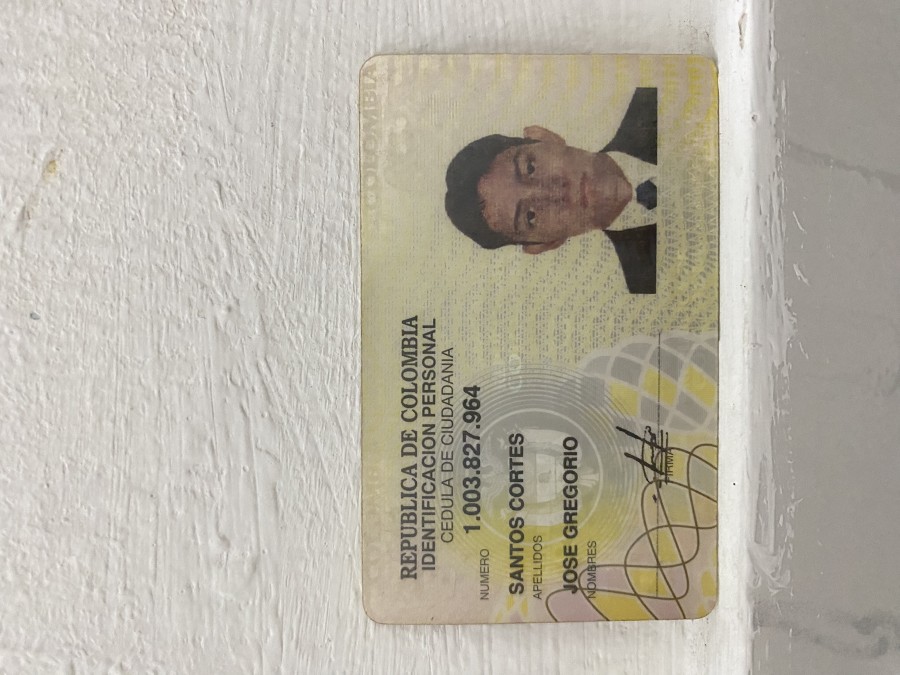 REPUBLICA DE COLOMBIA
IDENTIFICACION PERSONAL
CEDULA DE CIUDADANIA
NUMERO 1.003.827.964
SANTOS CORTES
APELLIDOS
JOSE GREGORIO
NOMBRES
FIRMA
COLOMBIA